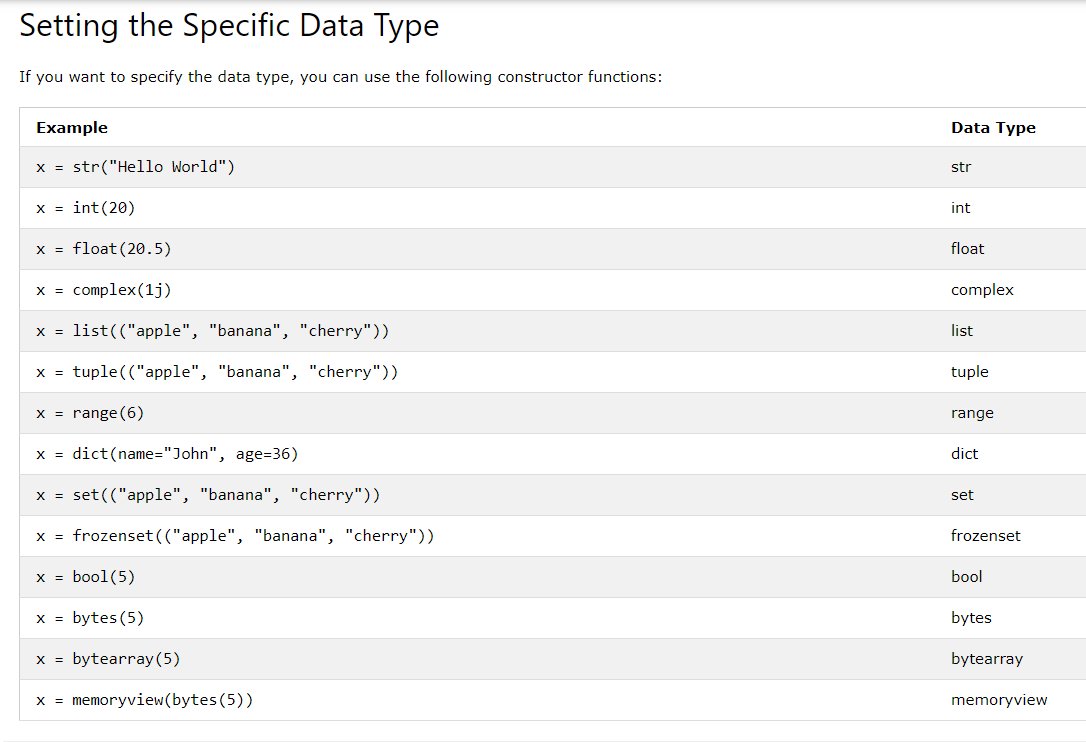 Setting the Specific Data Type
If you want to specify the data type, you can use the following constructor functions:
Example Data Type
x = str("Hello World") str
x = int(20) int
x = float(20.5) float
x = complex(1j) complex
x = list(("apple", "banana", "cherry")) list
x = tuple(("apple", "banana", "cherry")) tuple
x = range(6) range
x = dict(name="John", age=36) dict
x = set(("apple", "banana", "cherry")) set
x = frozenset(("apple", "banana", "cherry")) frozenset
x = bool(5) bool
x = bytes(5) bytes
x = bytearray(5) bytearray
x = memoryview(bytes(5)) memoryview